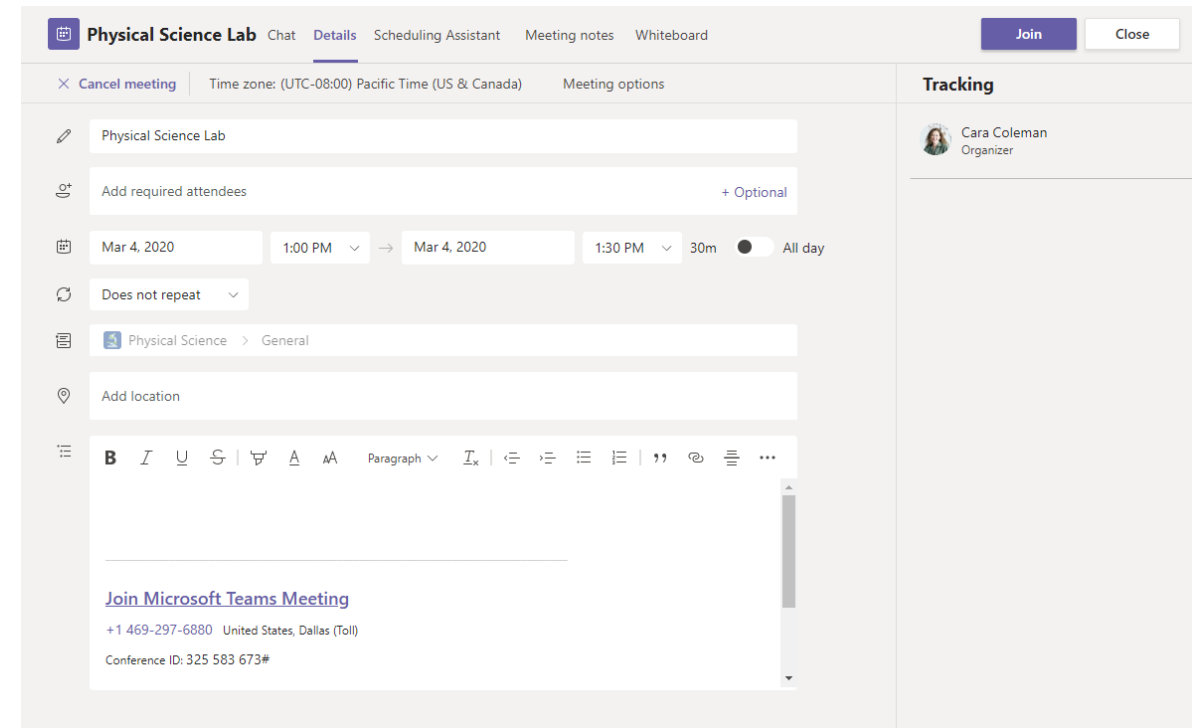 Physical Science Lab Chat Details Scheduling Assistant Meeting notes Whiteboard Join Close
Cancel meeting Time zone: (UTC-08:00) Pacific Time (US & Canada) Meeting options
Tracking
Physical Science Lab
Cara Coleman
Organizer
Add required attendees + Optional
Mar 4, 2020 1:00 PM → Mar 4, 2020 1:30 PM 30m All day
Does not repeat
Physical Science > General
Add location
B I U S A AA Paragraph Tx
Join Microsoft Teams Meeting
+1 469-297-6880 United States, Dallas (Toll)
Conference ID: 325 583 673#